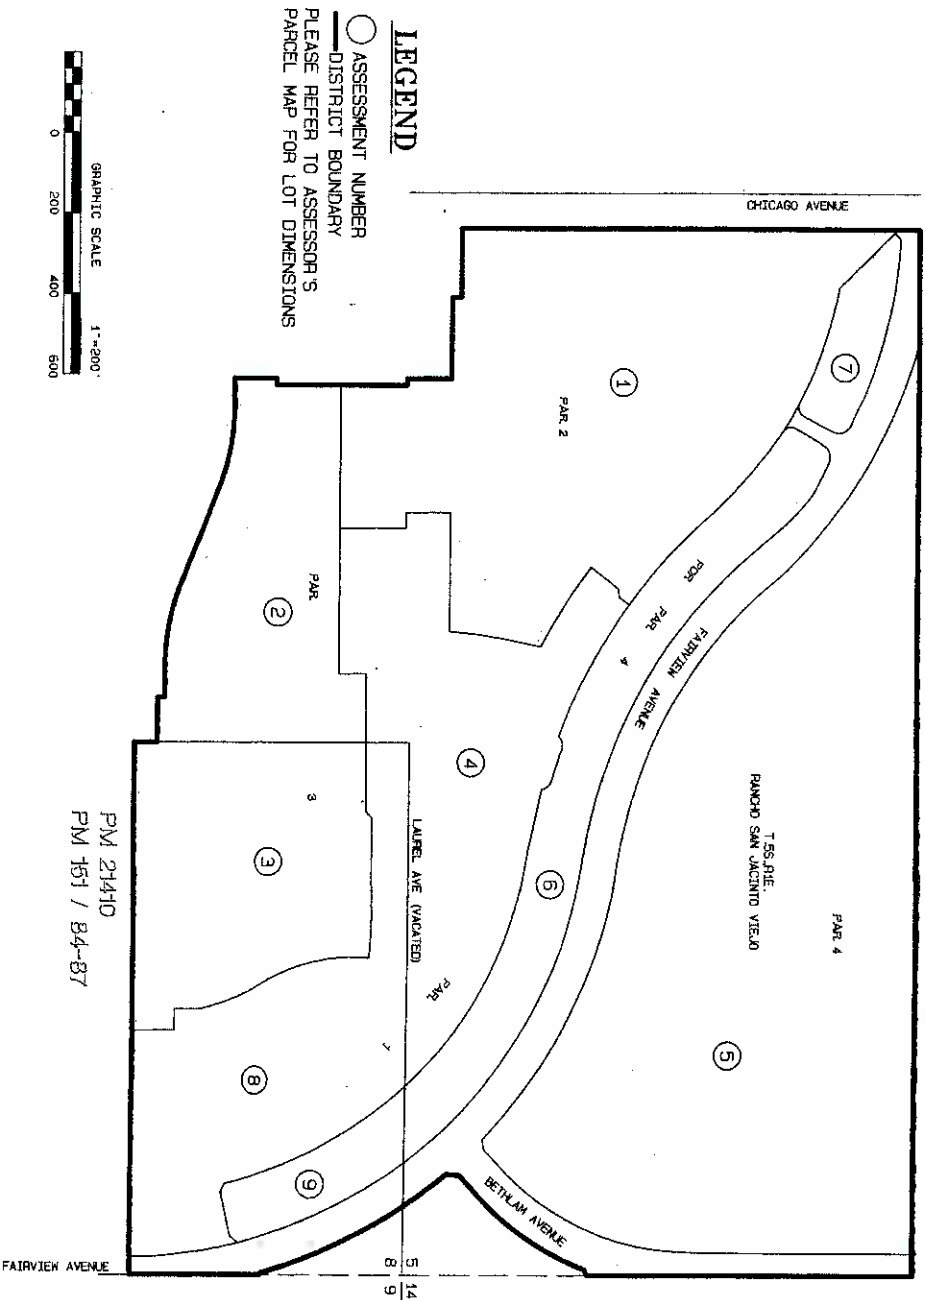 LEGEND
ASSESSMENT NUMBER
DISTRICT BOUNDARY
PLEASE REFER TO ASSESSOR'S
PARCEL MAP FOR LOT DIMENSIONS
GRAPHIC SCALE 1"=200'
0 200 400 600
CHICAGO AVENUE
7
1
PAR. 2
POR PAR 4
FAIRVIEW AVENUE
PAR
2
4
6
3
3
LAUREL AVE (VACATED)
T.5S.,R1E.
RANCHO SAN JACINTO VIEJO
PAR. 4
5
PAR.
8
9
BETHLAM AVENUE
PM 21410
PM 151 / 84-87
FAIRVIEW AVENUE
5 14
8 9